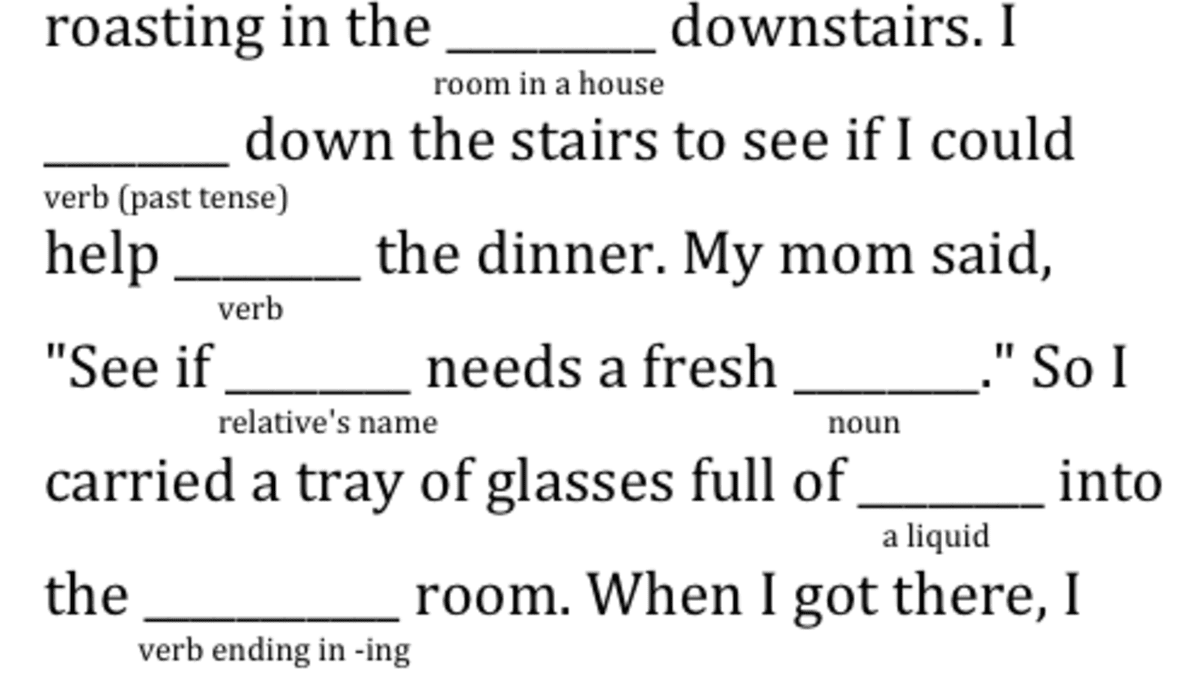 roasting in the _________ downstairs. I
room in a house
________ down the stairs to see if I could
verb (past tense)
help ________ the dinner. My mom said,
verb
"See if ________ needs a fresh ________." So I
relative's name noun
carried a tray of glasses full of ________ into
a liquid
the ___________ room. When I got there, I
verb ending in -ing